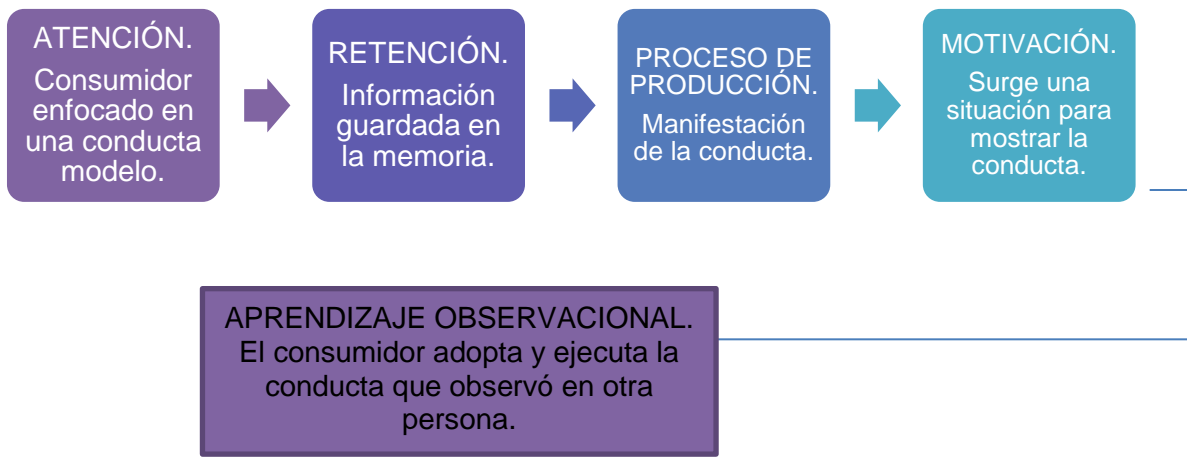 ATENCIÓN.
Consumidor
enfocado en
una conducta
modelo.
RETENCIÓN.
Información
guardada en
la memoria.
PROCESO DE
PRODUCCIÓN.
Manifestación
de la conducta.
MOTIVACIÓN.
Surge una
situación para
mostrar la
conducta.
APRENDIZAJE OBSERVACIONAL.
El consumidor adopta y ejecuta la
conducta que observó en otra
persona.